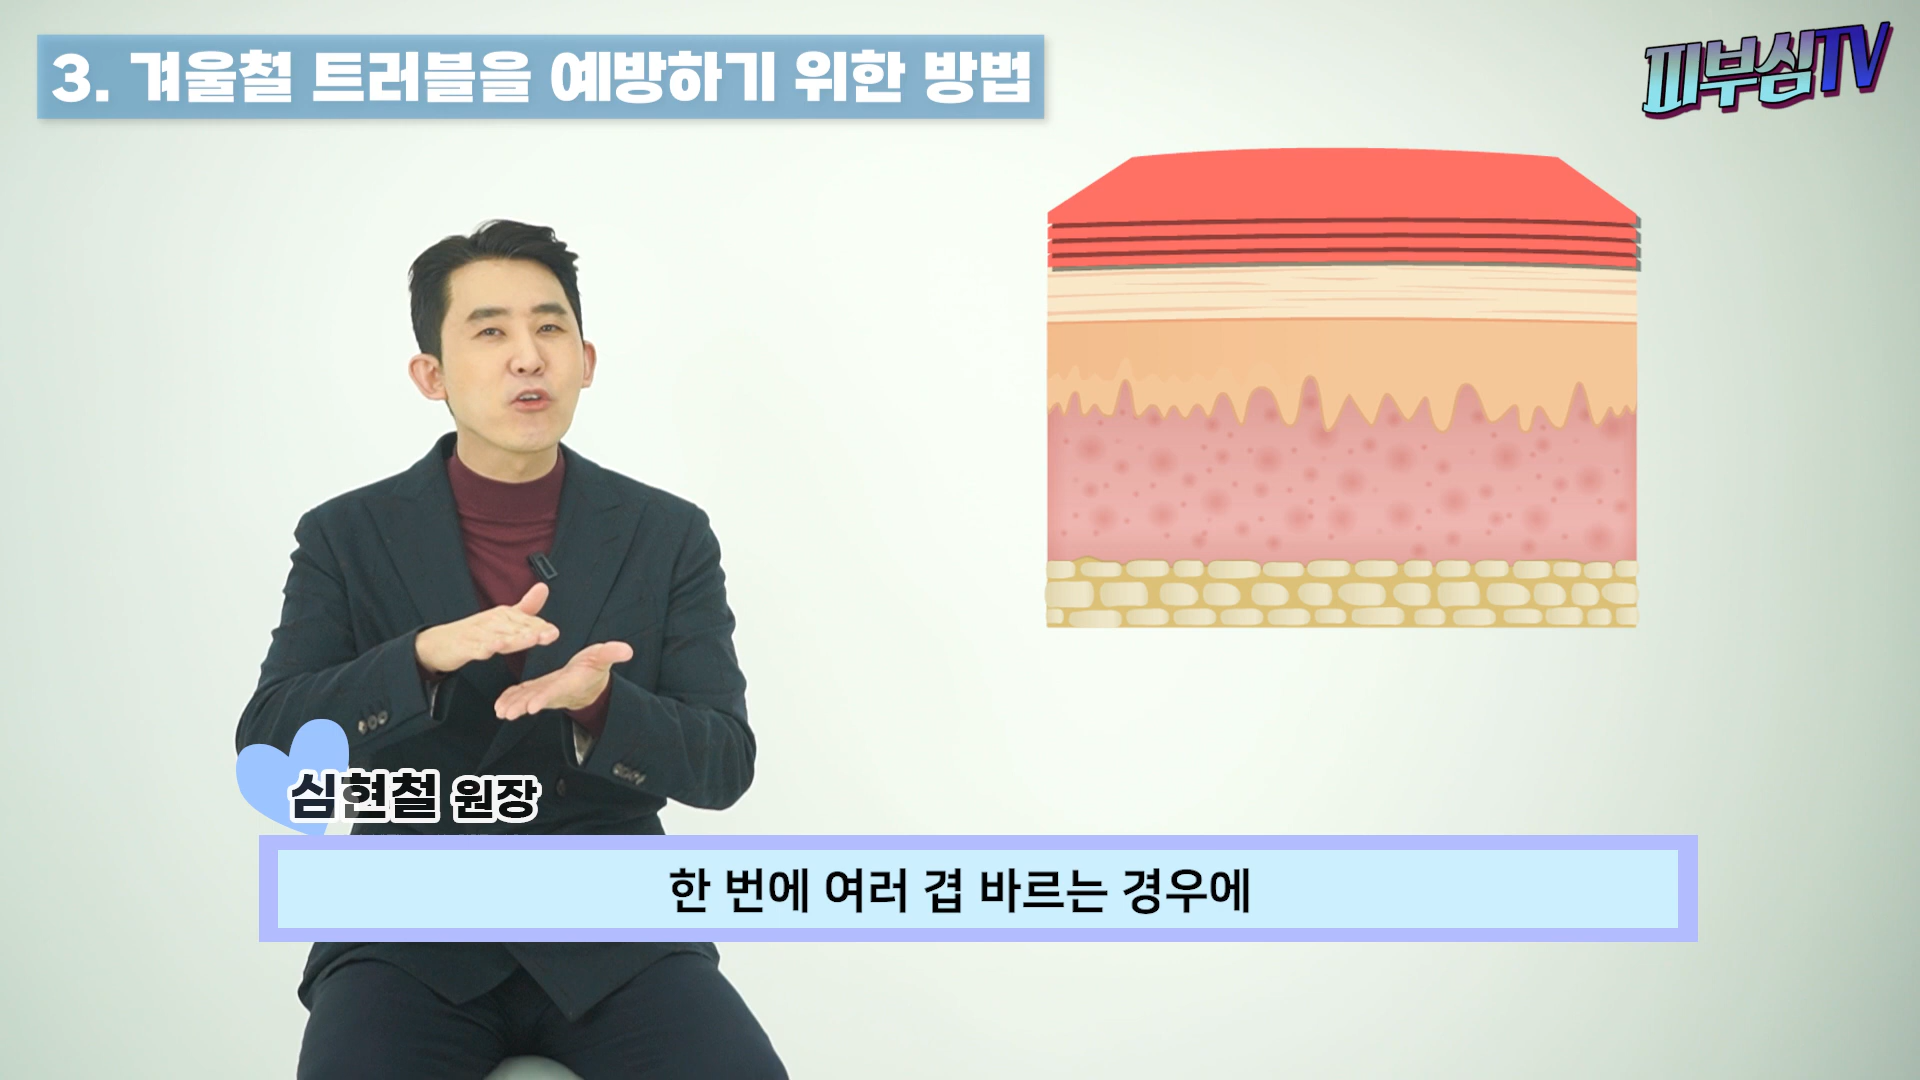 3. 겨울철 트러블을 예방하기 위한 방법
피부심TV
심현철 원장
한 번에 여러 겹 바르는 경우에